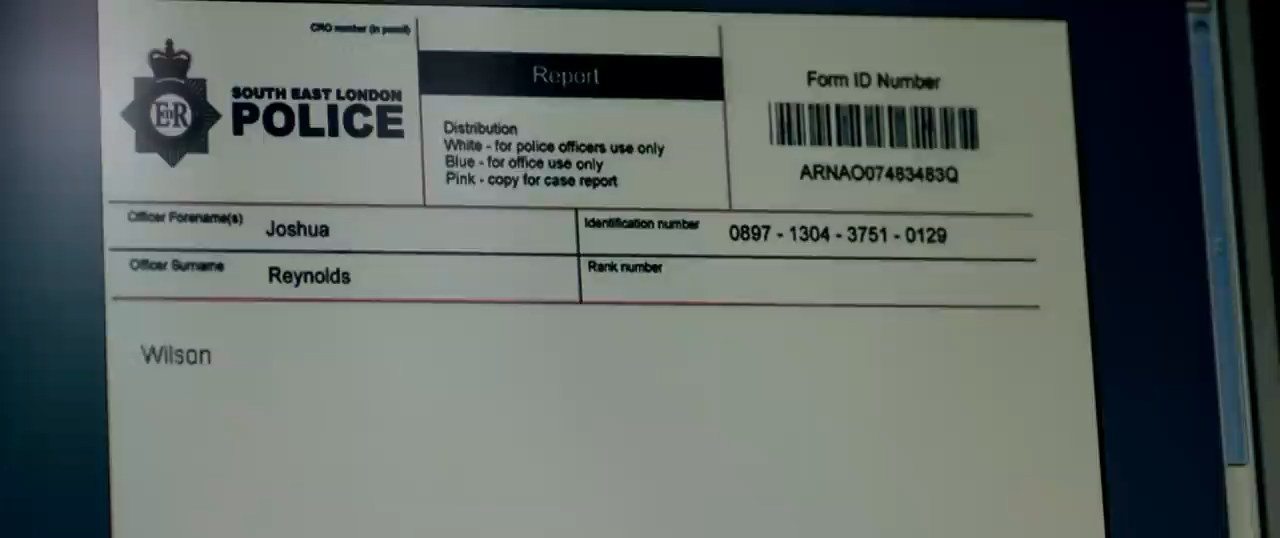 CRO number (in pencil)
SOUTH EAST LONDON
POLICE
EiiR
Report
Distribution
White - for police officers use only
Blue - for office use only
Pink - copy for case report
Form ID Number
ARNAO07483483Q
Officer Forename(s) Joshua
Identification number 0897 - 1304 - 3751 - 0129
Officer Surname Reynolds
Rank number
Wilson